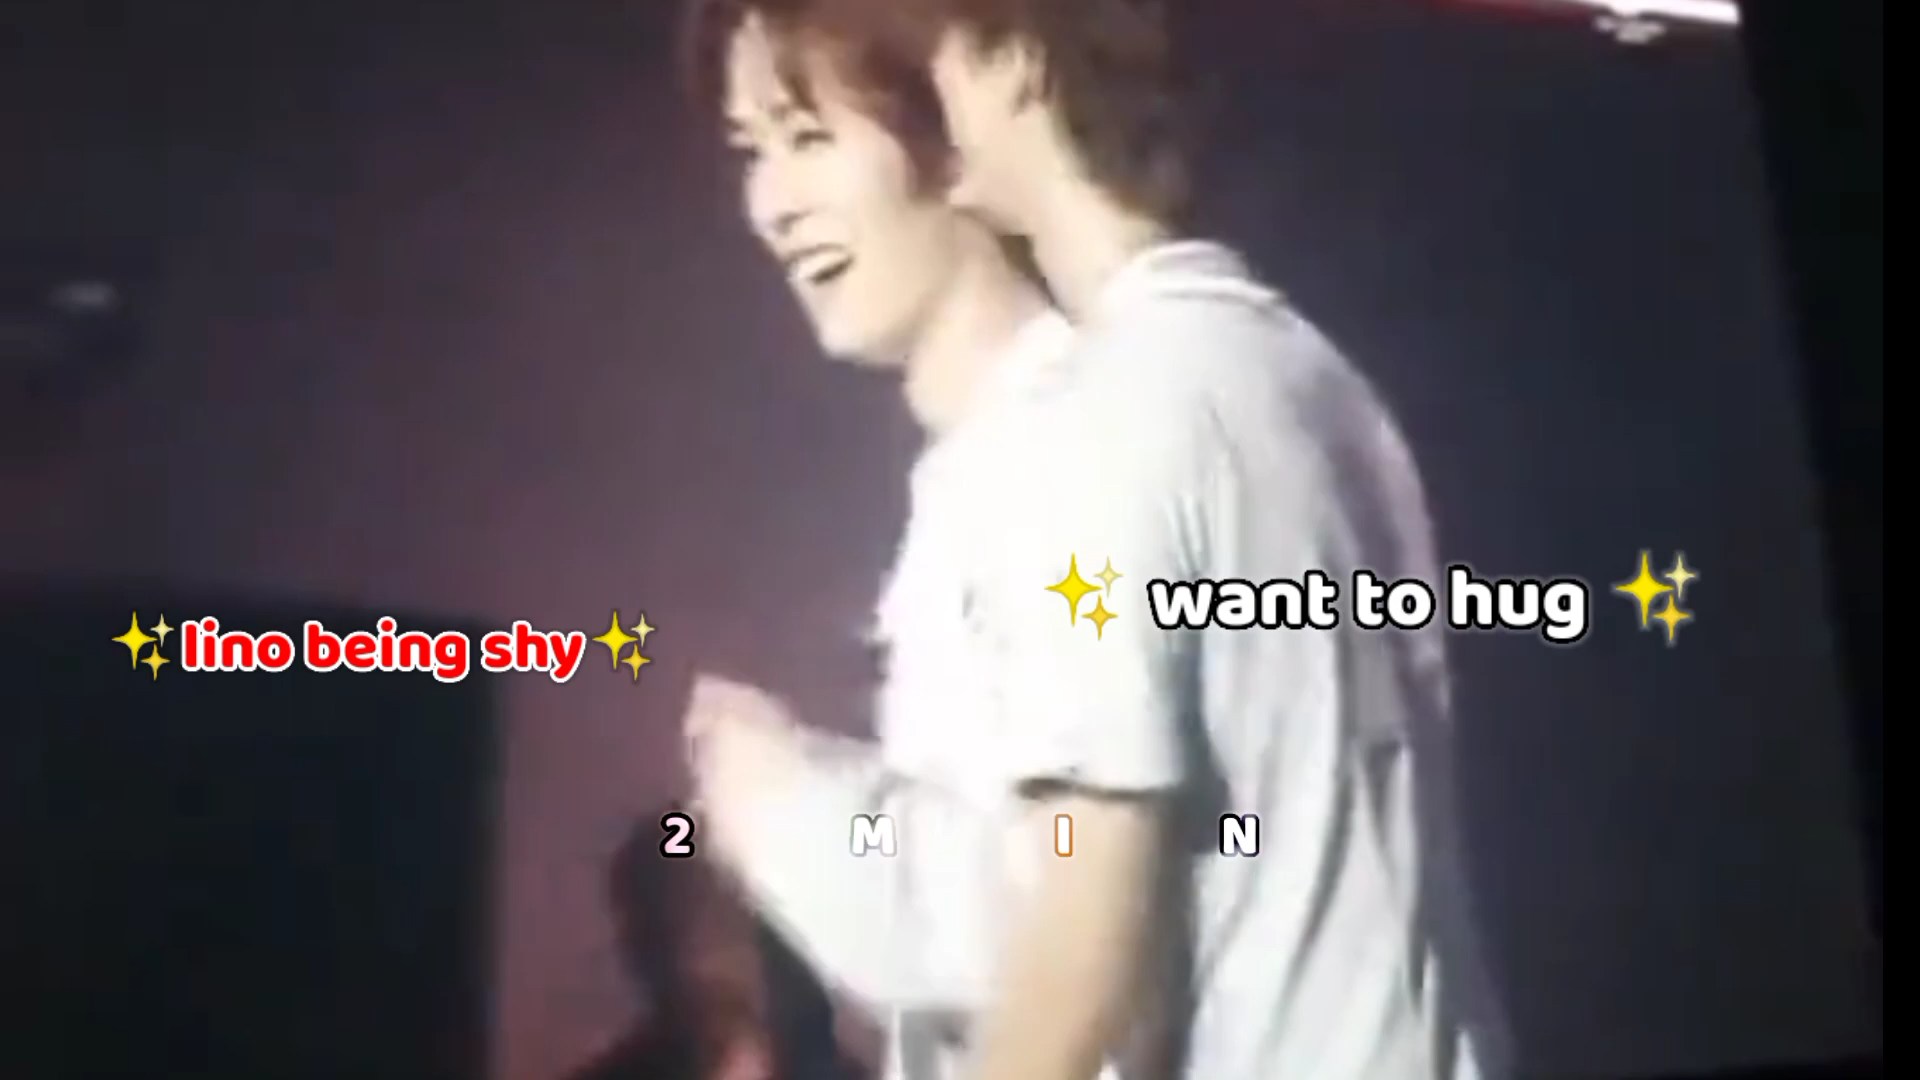 ✨ want to hug ✨
✨lino being shy✨
2 M I N